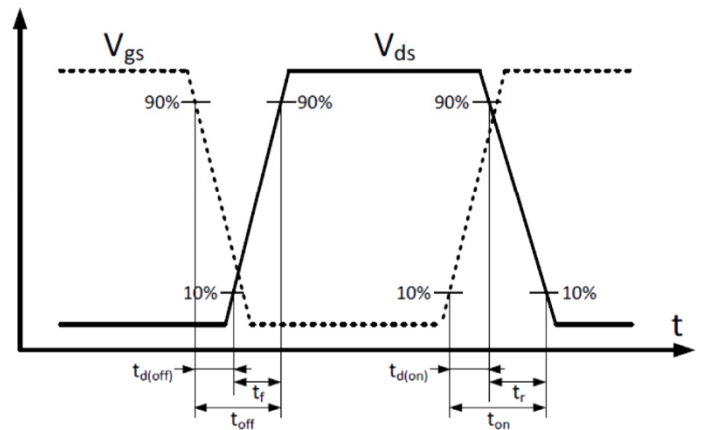 Vgs
Vds
90%
90%
90%
10%
10%
10%
t
td(off)
tf
toff
td(on)
tr
ton